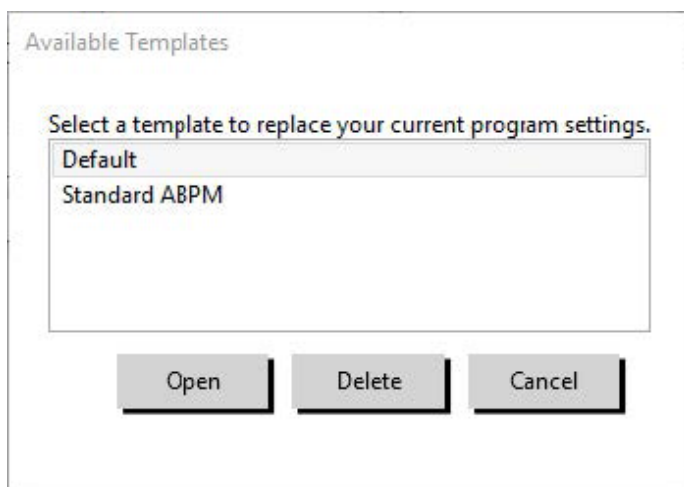 Available Templates
Select a template to replace your current program settings.
Default
Standard ABPM
Open Delete Cancel